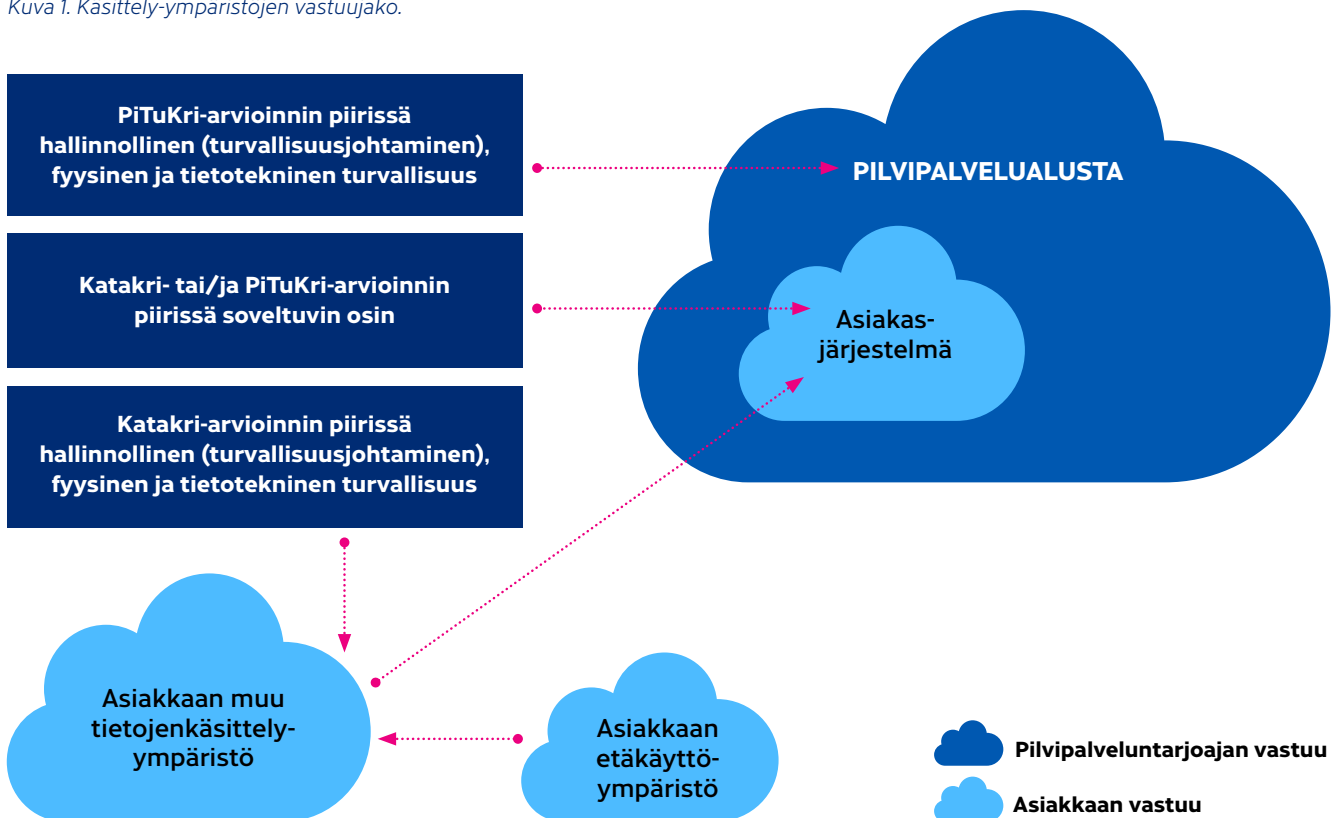 Kuva 1. Käsittely-ympäristöjen vastuujako.
PiTuKri-arvioinnin piirissä
hallinnollinen (turvallisuusjohtaminen),
fyysinen ja tietotekninen turvallisuus
PILVIPALVELUALUSTA
Katakri- tai/ja PiTuKri-arvioinnin
piirissä soveltuvin osin
Asiakas-
järjestelmä
Katakri-arvioinnin piirissä
hallinnollinen (turvallisuusjohtaminen),
fyysinen ja tietotekninen turvallisuus
Asiakkaan muu
tietojenkäsittely-
ympäristö
Asiakkaan
etäkäyttö-
ympäristö
Pilvipalveluntarjoajan vastuu
Asiakkaan vastuu